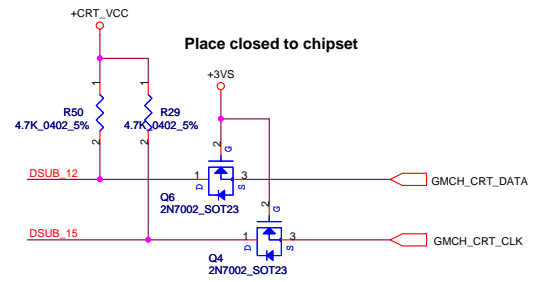 +CRT_VCC
Place closed to chipset
+3VS
1
1
R50
R29
4.7K_0402_5%
4.7K_0402_5%
2
2
2
G
DSUB_12
1
3
GMCH_CRT_DATA
D
S
Q6
2N7002_SOT23
2
G
DSUB_15
1
3
GMCH_CRT_CLK
D
S
Q4
2N7002_SOT23